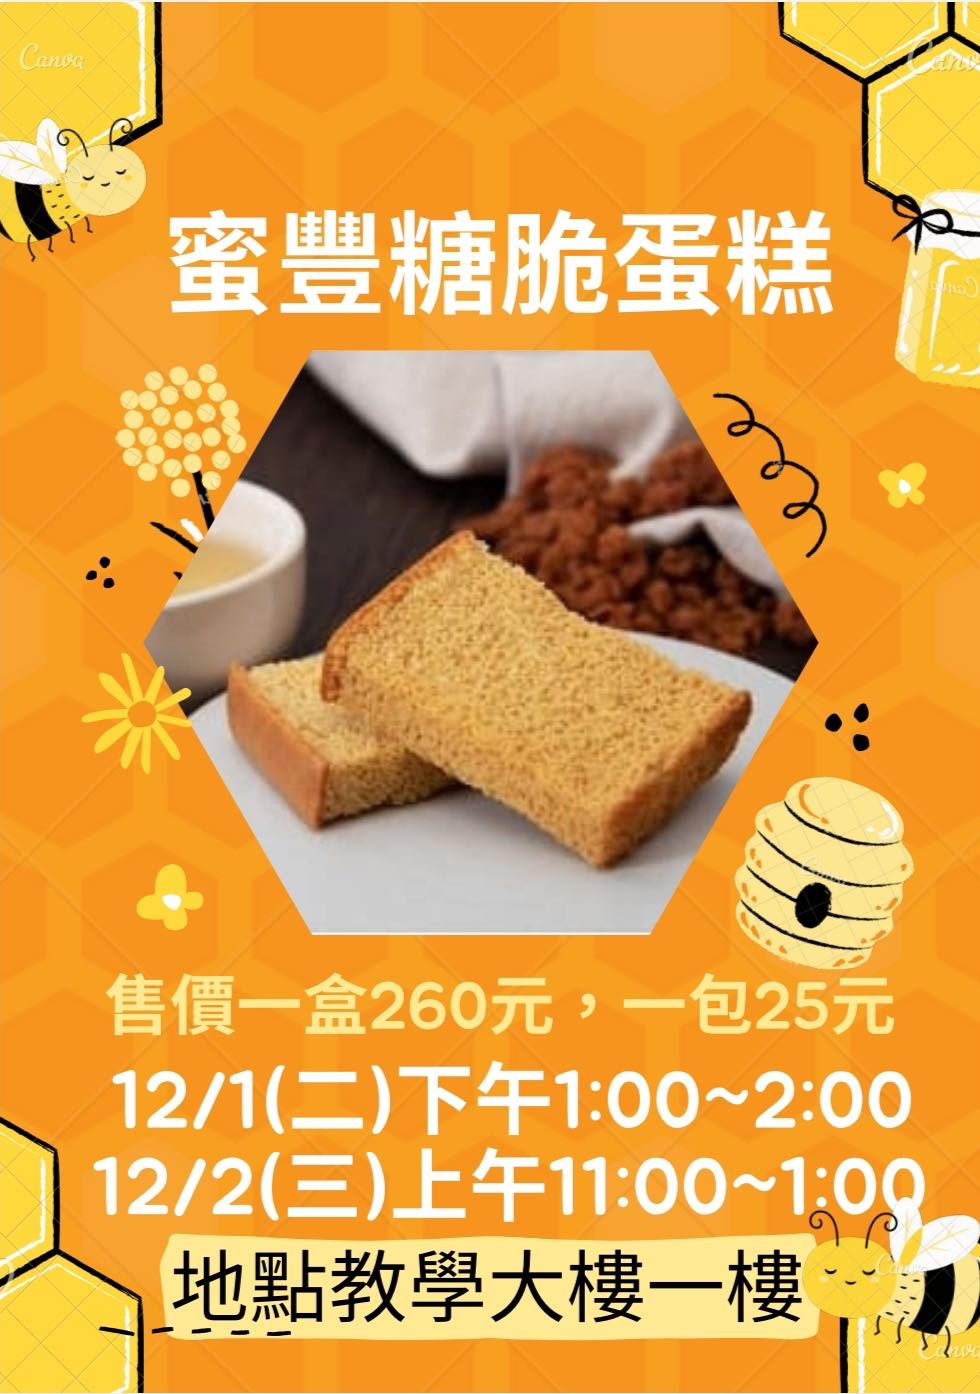 Canva
蜜豐糖脆蛋糕
售價一盒260元，一包25元
12/1(二)下午1:00~2:00
12/2(三)上午11:00~1:00
地點教學大樓一樓